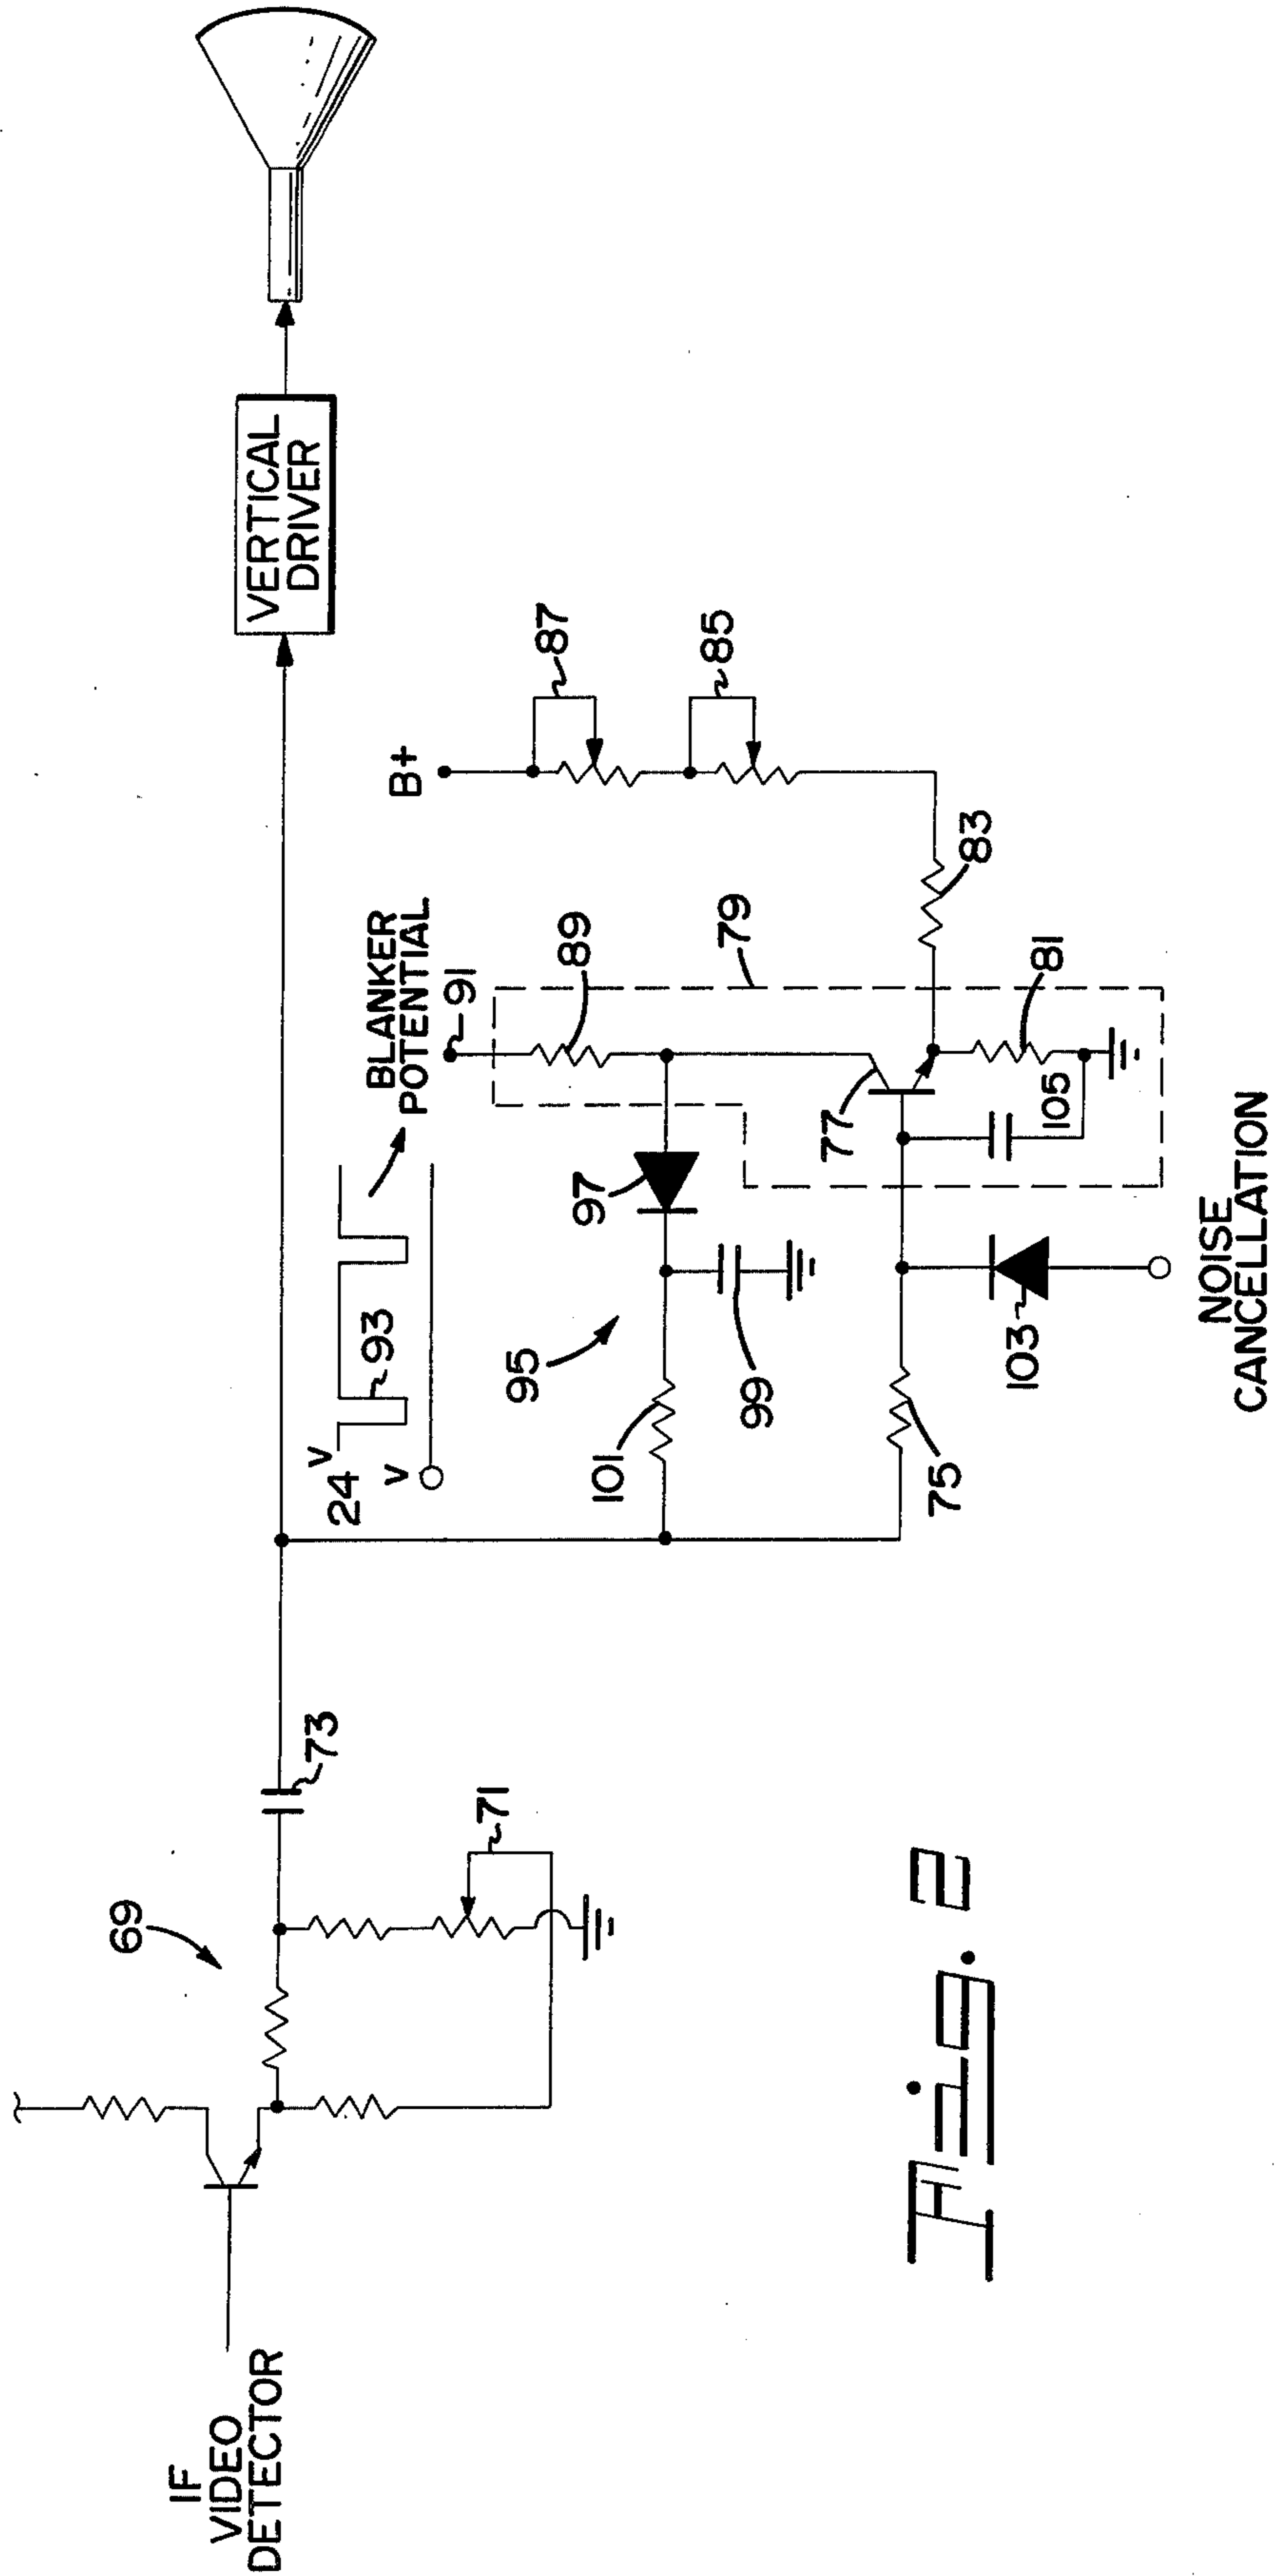 IF
VIDEO
DETECTOR
69
71
73
VERTICAL
DRIVER
24 V
V
93
BLANKER
POTENTIAL
91
B+
87
85
89
79
83
95
97
99
101
77
81
105
75
103
NOISE
CANCELLATION
Fig. 2